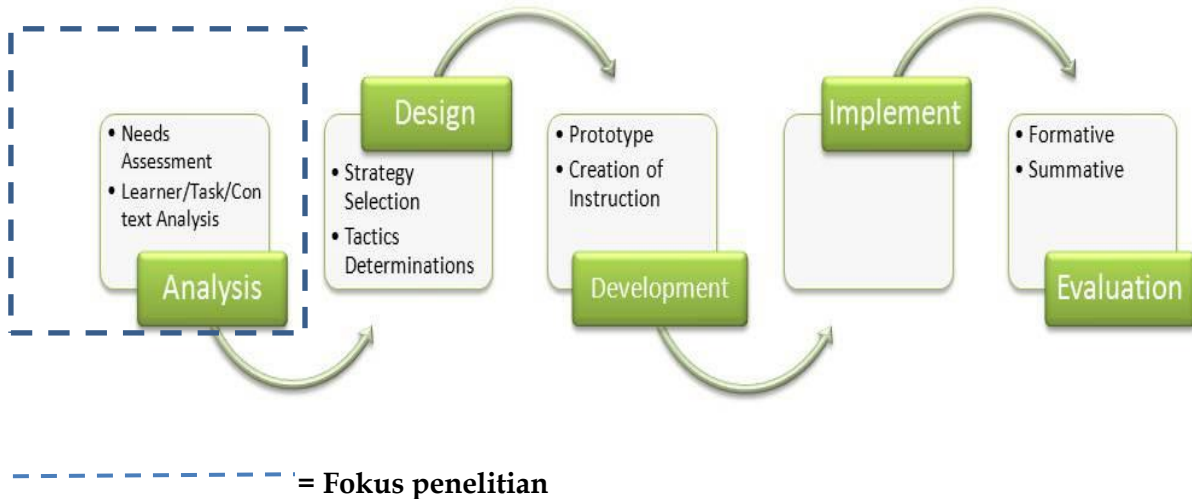 • Needs
Assessment
• Learner/Task/Con
text Analysis
Analysis
Design
• Strategy
Selection
• Tactics
Determinations
• Prototype
• Creation of
Instruction
Development
Implement
• Formative
• Summative
Evaluation
= Fokus penelitian